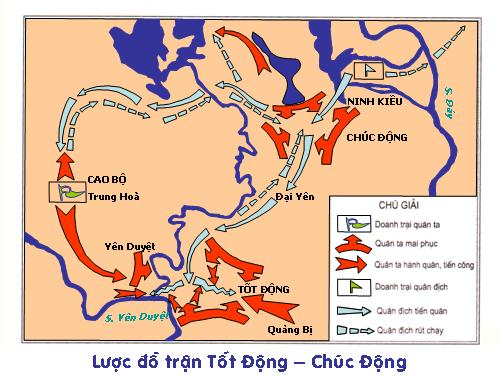 NINH KIỀU
S. Đáy
CHÚC ĐỘNG
CAO BỘ
Trung Hoà
Đại Yên
Yên Duyệt
TỐT ĐỘNG
S. Yên Duyệt
Quảng Bị
CHÚ GIẢI
Doanh trại quân ta
Quân ta mai phục
Quân ta hành quân, tiến công
Doanh trại quân địch
Quân địch tiến quân
Quân địch rút chạy
Lược đồ trận Tốt Động – Chúc Động